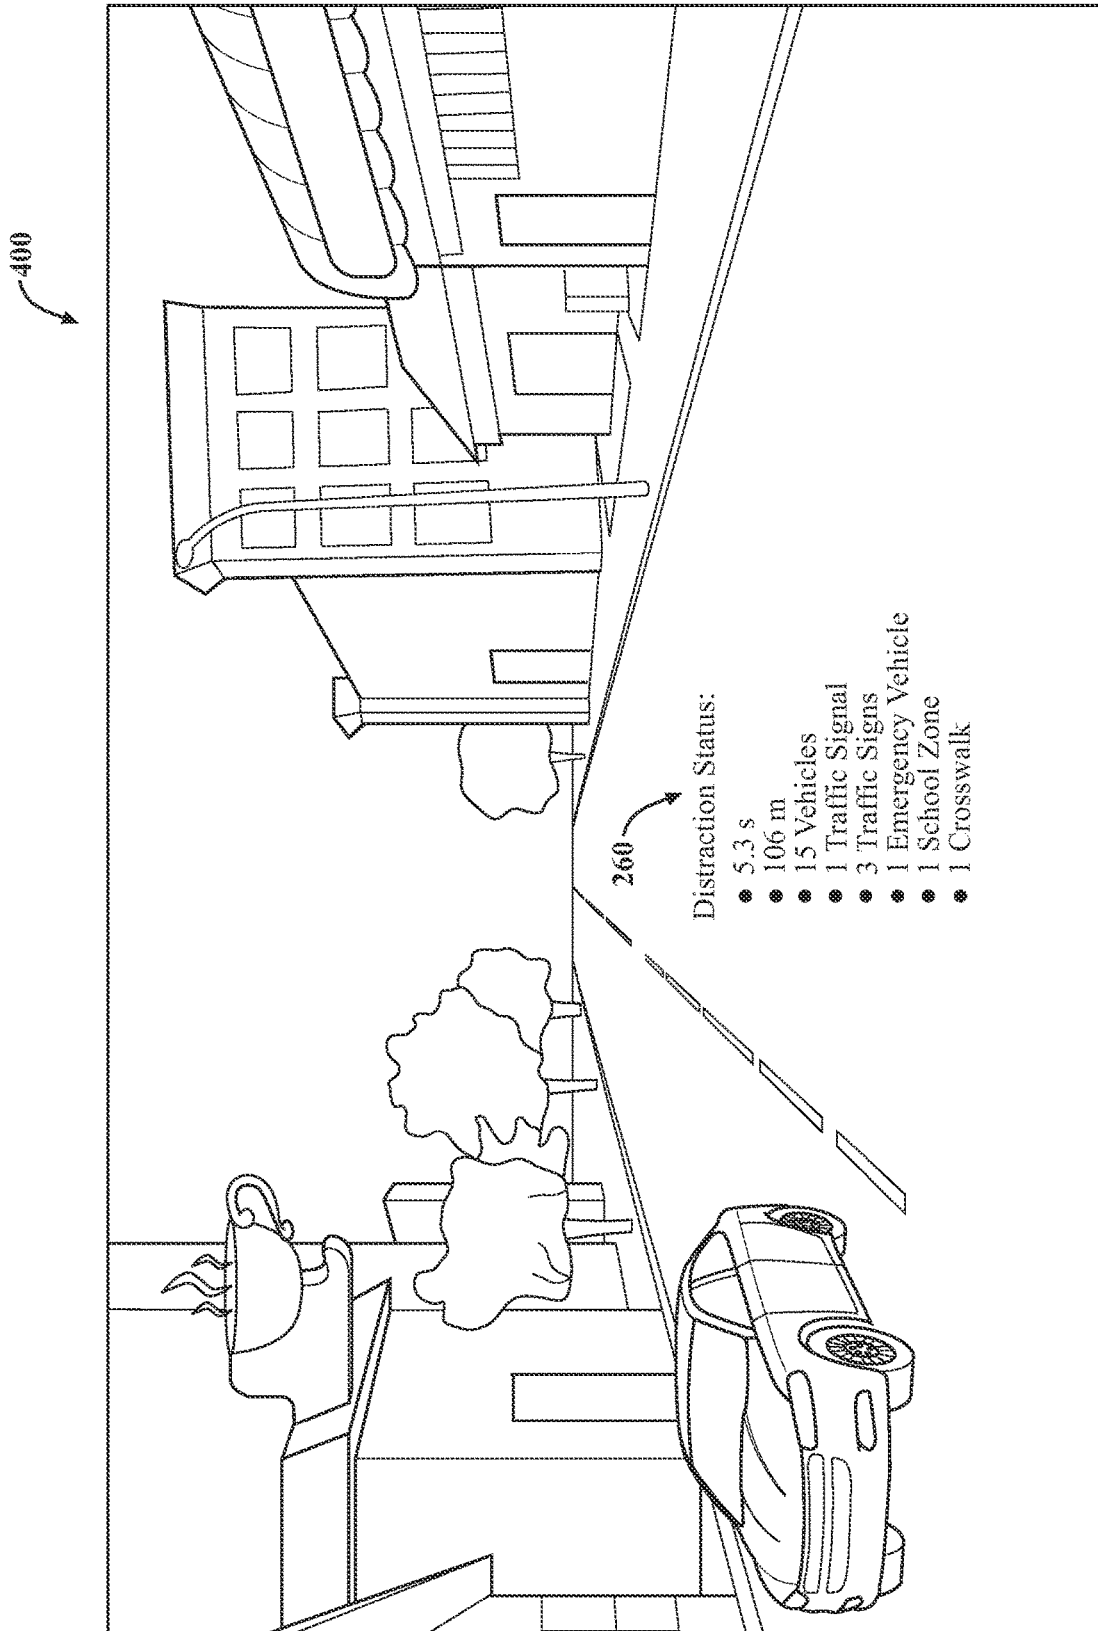 400
260
Distraction Status:
● 5.3 s
● 106 m
● 15 Vehicles
● 1 Traffic Signal
● 3 Traffic Signs
● 1 Emergency Vehicle
● 1 School Zone
● 1 Crosswalk